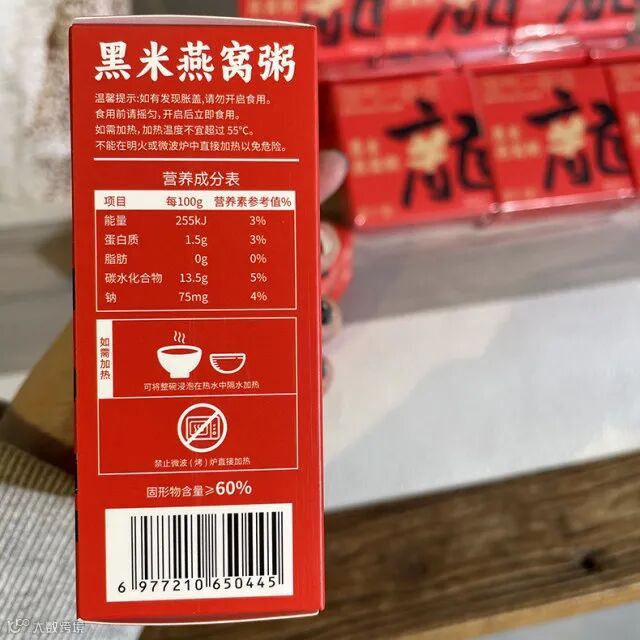 黑米燕窝粥
温馨提示:如有发现胀盖,请勿开启食用。
食用前请摇匀,开启后立即食用。
如需加热,加热温度不宜超过 55℃。
不能在明火或微波炉中直接加热以免危险。
营养成分表
项目 每100g 营养素参考值%
能量 255kJ 3%
蛋白质 1.5g 3%
脂肪 0g 0%
碳水化合物 13.5g 5%
钠 75mg 4%
如需加热
可将整碗浸泡在热水中隔水加热
禁止微波(烤)炉直接加热
固形物含量≥60%
6 977210 650445
龍
龍
大数跨境